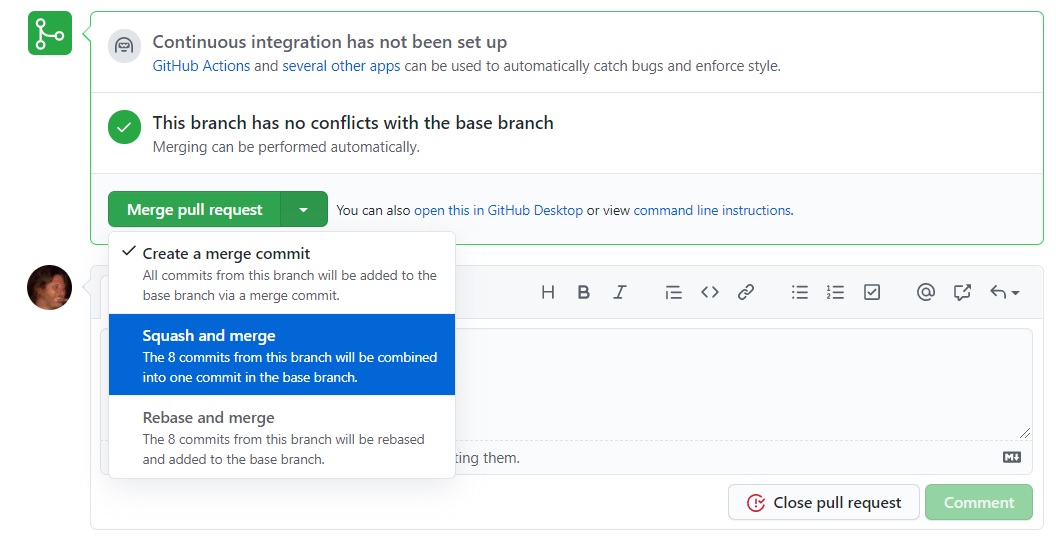 Continuous integration has not been set up
GitHub Actions and several other apps can be used to automatically catch bugs and enforce style.
This branch has no conflicts with the base branch
Merging can be performed automatically.
Merge pull request
You can also open this in GitHub Desktop or view command line instructions.
Create a merge commit
All commits from this branch will be added to the
base branch via a merge commit.
Squash and merge
The 8 commits from this branch will be combined
into one commit in the base branch.
Rebase and merge
The 8 commits from this branch will be rebased
and added to the base branch.
ting them.
Close pull request
Comment